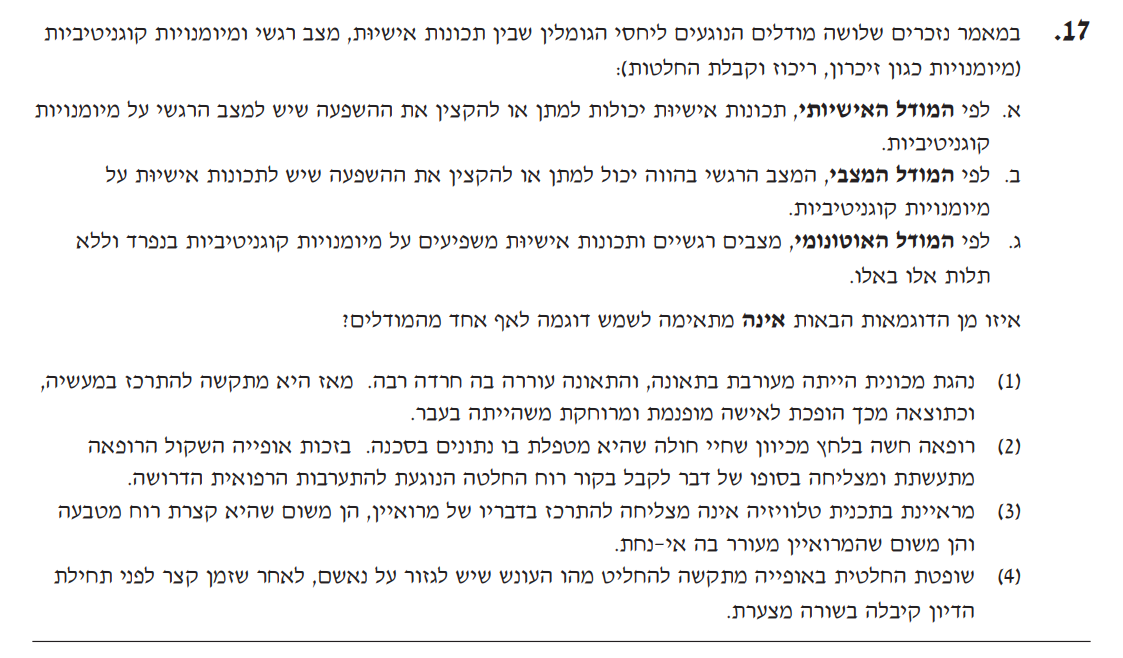 17. במאמר נזכרים שלושה מודלים הנוגעים ליחסי הגומלין שבין תכונות אישיוּת, מצב רגשי ומיומנויות קוגניטיביות
(מיומנויות כגון זיכרון, ריכוז וקבלת החלטות):
א. לפי המודל האישיותי, תכונות אישיוּת יכולות למתן או להקצין את ההשפעה שיש למצב הרגשי על מיומנויות
קוגניטיביות.
ב. לפי המודל המצבי, המצב הרגשי בהווה יכול למתן או להקצין את ההשפעה שיש לתכונות אישיוּת על
מיומנויות קוגניטיביות.
ג. לפי המודל האוטונומי, מצבים רגשיים ותכונות אישיוּת משפיעים על מיומנויות קוגניטיביות בנפרד וללא
תלות אלו באלו.
איזו מן הדוגמאות הבאות אינה מתאימה לשמש דוגמה לאף אחד מהמודלים?
(1) נהגת מכונית הייתה מעורבת בתאונה, והתאונה עוררה בה חרדה רבה. מאז היא מתקשה להתרכז במעשיה,
וכתוצאה מכך הופכת לאישה מופנמת ומרוחקת משהייתה בעבר.
(2) רופאה חשה בלחץ מכיוון שחיי חולה שהיא מטפלת בו נתונים בסכנה. בזכות אופייה השקול הרופאה
מתעשתת ומצליחה בסופו של דבר לקבל בקור רוח החלטה הנוגעת להתערבות הרפואית הדרושה.
(3) מראיינת בתכנית טלוויזיה אינה מצליחה להתרכז בדבריו של מרואיין, הן משום שהיא קצרת רוח מטבעה
והן משום שהמרואיין מעורר בה אי-נחת.
(4) שופטת החלטית באופייה מתקשה להחליט מהו העונש שיש לגזור על נאשם, לאחר שזמן קצר לפני תחילת
הדיון קיבלה בשורה מצערת.